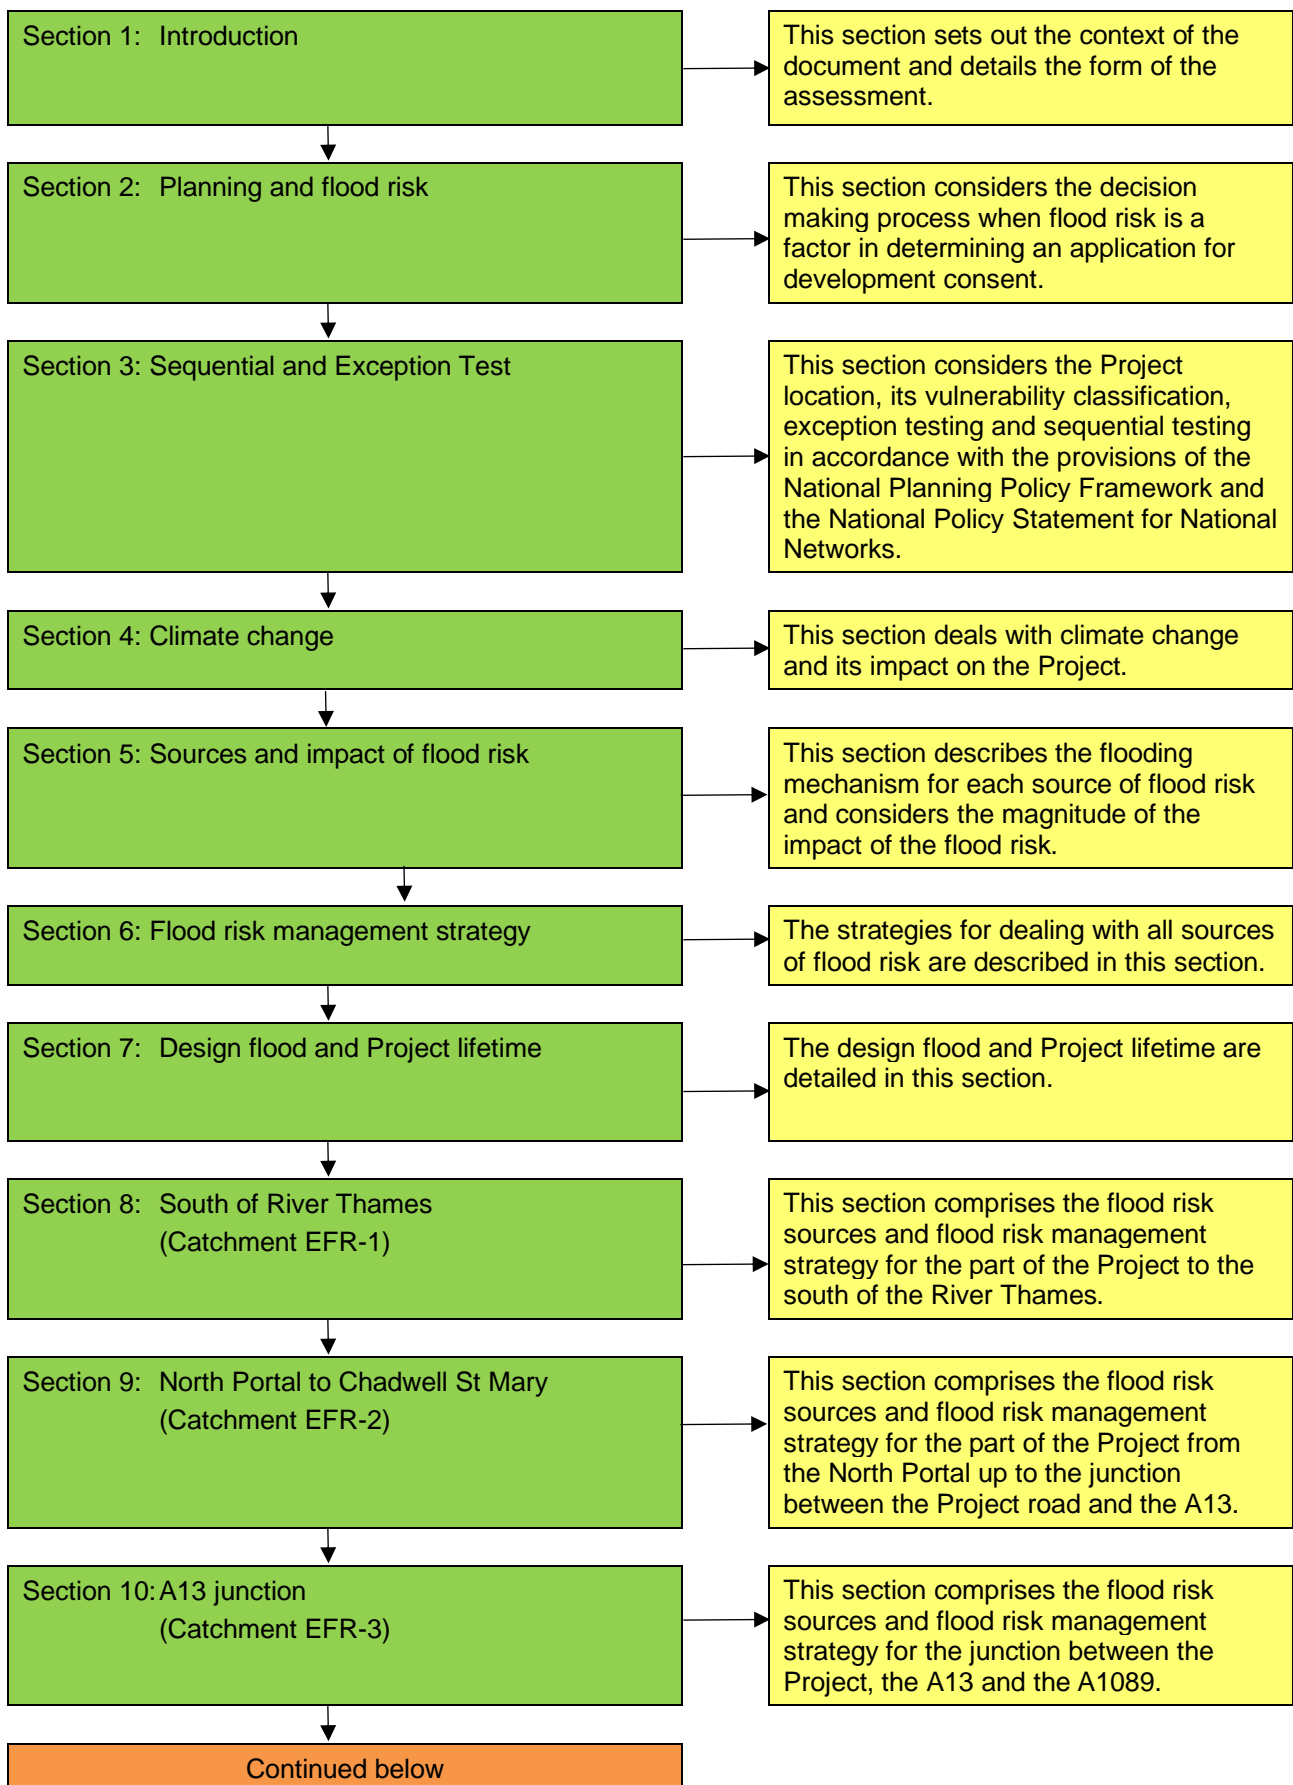 Section 1: Introduction
This section sets out the context of the
document and details the form of the
assessment.
Section 2: Planning and flood risk
This section considers the decision
making process when flood risk is a
factor in determining an application for
development consent.
Section 3: Sequential and Exception Test
This section considers the Project
location, its vulnerability classification,
exception testing and sequential testing
in accordance with the provisions of the
National Planning Policy Framework and
the National Policy Statement for National
Networks.
Section 4: Climate change
This section deals with climate change
and its impact on the Project.
Section 5: Sources and impact of flood risk
This section describes the flooding
mechanism for each source of flood risk
and considers the magnitude of the
impact of the flood risk.
Section 6: Flood risk management strategy
The strategies for dealing with all sources
of flood risk are described in this section.
Section 7: Design flood and Project lifetime
The design flood and Project lifetime are
detailed in this section.
Section 8: South of River Thames
(Catchment EFR-1)
This section comprises the flood risk
sources and flood risk management
strategy for the part of the Project to the
south of the River Thames.
Section 9: North Portal to Chadwell St Mary
(Catchment EFR-2)
This section comprises the flood risk
sources and flood risk management
strategy for the part of the Project from
the North Portal up to the junction
between the Project road and the A13.
Section 10: A13 junction
(Catchment EFR-3)
This section comprises the flood risk
sources and flood risk management
strategy for the junction between the
Project, the A13 and the A1089.
Continued below